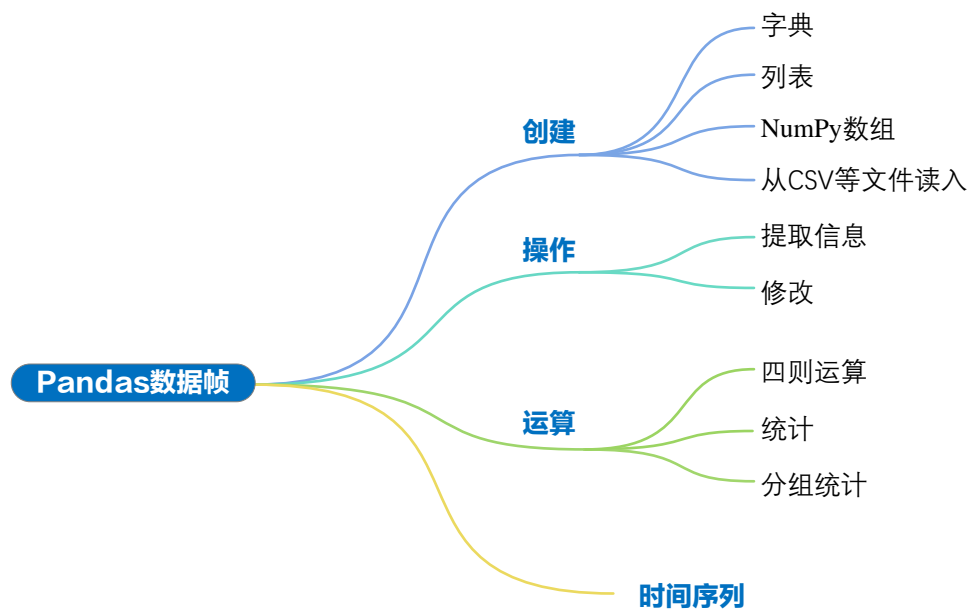 Pandas数据帧
创建
字典
列表
NumPy数组
从CSV等文件读入
操作
提取信息
修改
运算
四则运算
统计
分组统计
时间序列